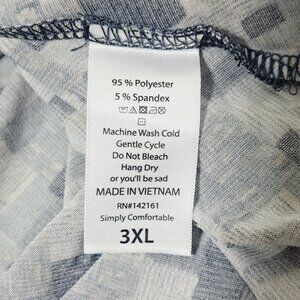 95 % Polyester
5 % Spandex
Machine Wash Cold
Gentle Cycle
Do Not Bleach
Hang Dry
or you'll be sad
MADE IN VIETNAM
RN#142161
Simply Comfortable
3XL